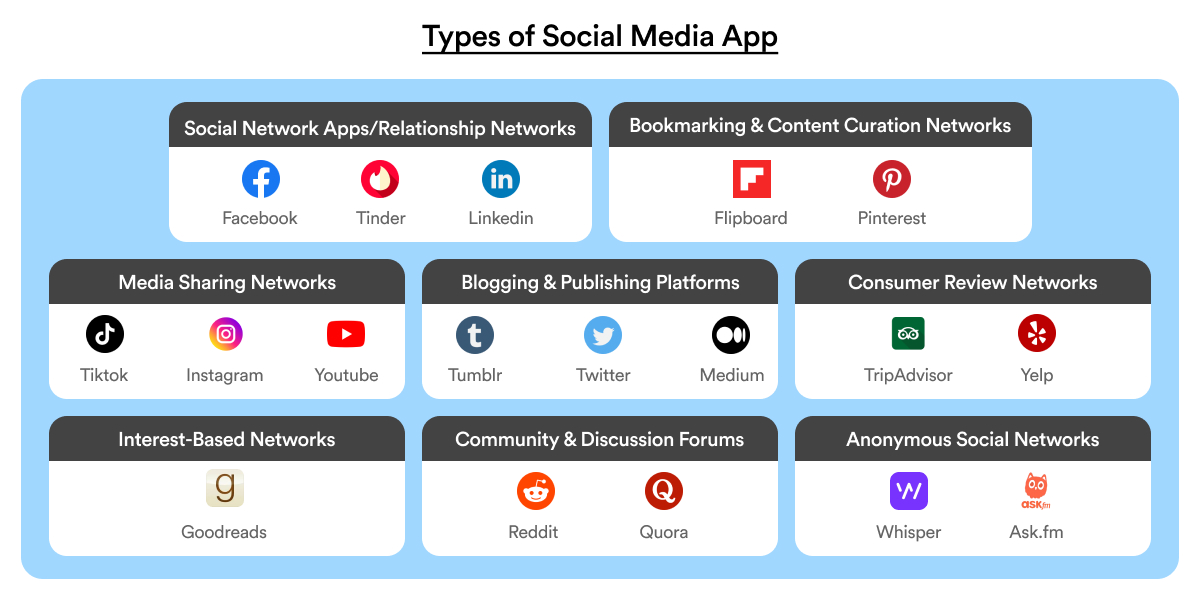 Types of Social Media App
Social Network Apps/Relationship Networks
Facebook
Tinder
Linkedin
Bookmarking & Content Curation Networks
Flipboard
Pinterest
Media Sharing Networks
Tiktok
Instagram
Youtube
Blogging & Publishing Platforms
Tumblr
Twitter
Medium
Consumer Review Networks
TripAdvisor
Yelp
Interest-Based Networks
Goodreads
Community & Discussion Forums
Reddit
Quora
Anonymous Social Networks
Whisper
ASKfm
Ask.fm